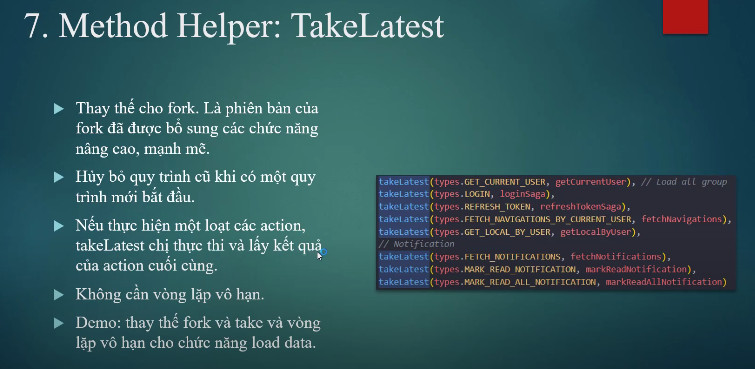 7. Method Helper: TakeLatest
Thay thế cho fork. Là phiên bản của
fork đã được bổ sung các chức năng
nâng cao, mạnh mẽ.
Hủy bỏ quy trình cũ khi có một quy
trình mới bắt đầu.
Nếu thực hiện một loạt các action,
takeLatest chị thực thi và lấy kết quả
của action cuối cùng.
Không cần vòng lặp vô hạn.
Demo: thay thế fork và take và vòng
lặp vô hạn cho chức năng load data.
takeLatest(types.GET_CURRENT_USER, getCurrentUser), // Load all group
takeLatest(types.LOGIN, loginSaga),
takeLatest(types.REFRESH_TOKEN, refreshTokenSaga),
takeLatest(types.FETCH_NAVIGATIONS_BY_CURRENT_USER, fetchNavigations),
takeLatest(types.GET_LOCAL_BY_USER, getLocalByUser),
// Notification
takeLatest(types.FETCH_NOTIFICATIONS, fetchNotifications),
takeLatest(types.MARK_READ_NOTIFICATION, markReadNotification),
takeLatest(types.MARK_READ_ALL_NOTIFICATION, markReadAllNotification)